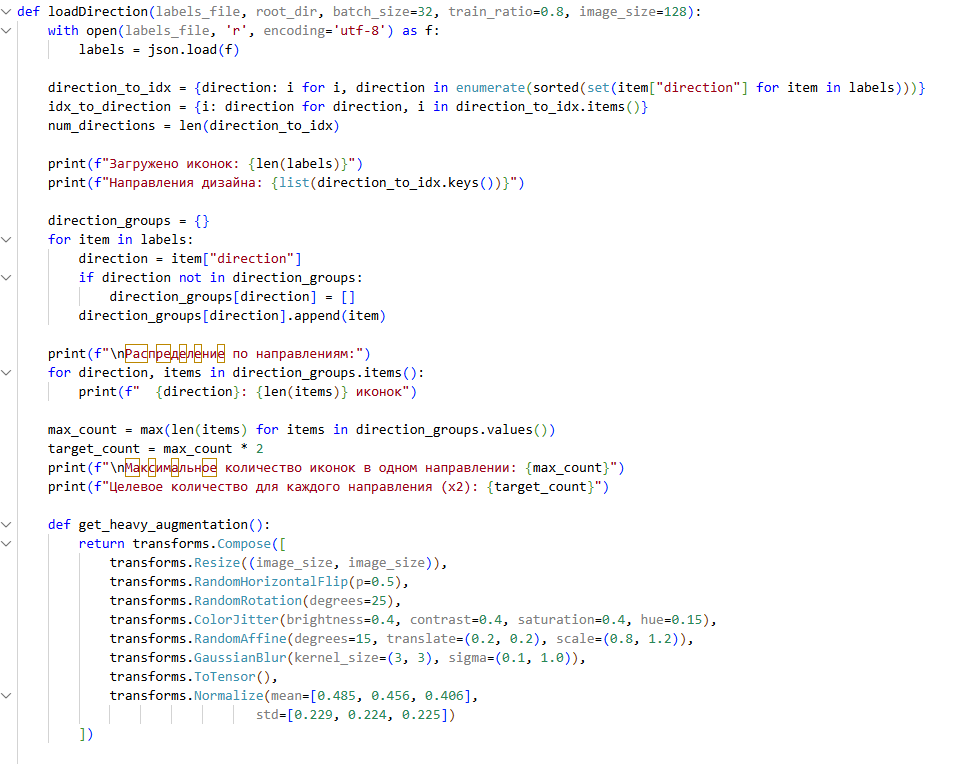 def loadDirection(labels_file, root_dir, batch_size=32, train_ratio=0.8, image_size=128):
    with open(labels_file, 'r', encoding='utf-8') as f:
        labels = json.load(f)

    direction_to_idx = {direction: i for i, direction in enumerate(sorted(set(item["direction"] for item in labels)))}
    idx_to_direction = {i: direction for direction, i in direction_to_idx.items()}
    num_directions = len(direction_to_idx)

    print(f"Загружено иконок: {len(labels)}")
    print(f"Направления дизайна: {list(direction_to_idx.keys())}")

    direction_groups = {}
    for item in labels:
        direction = item["direction"]
        if direction not in direction_groups:
            direction_groups[direction] = []
        direction_groups[direction].append(item)

    print(f"\nРаспределение по направлениям:")
    for direction, items in direction_groups.items():
        print(f"  {direction}: {len(items)} иконок")

    max_count = max(len(items) for items in direction_groups.values())
    target_count = max_count * 2
    print(f"\nМаксимальное количество иконок в одном направлении: {max_count}")
    print(f"Целевое количество для каждого направления (x2): {target_count}")

    def get_heavy_augmentation():
        return transforms.Compose([
            transforms.Resize((image_size, image_size)),
            transforms.RandomHorizontalFlip(p=0.5),
            transforms.RandomRotation(degrees=25),
            transforms.ColorJitter(brightness=0.4, contrast=0.4, saturation=0.4, hue=0.15),
            transforms.RandomAffine(degrees=15, translate=(0.2, 0.2), scale=(0.8, 1.2)),
            transforms.GaussianBlur(kernel_size=(3, 3), sigma=(0.1, 1.0)),
            transforms.ToTensor(),
            transforms.Normalize(mean=[0.485, 0.456, 0.406],
                               std=[0.229, 0.224, 0.225])
        ])